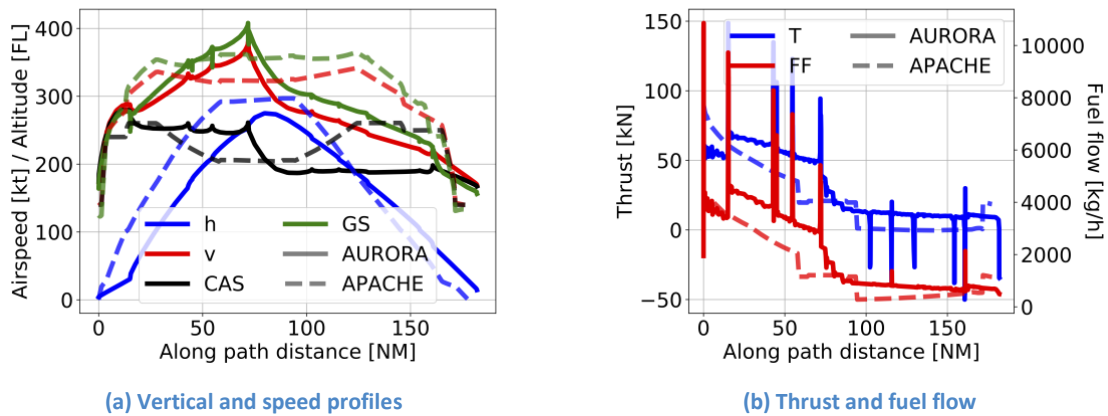 400
300
200
100
0
Airspeed [kt] / Altitude [FL]
h
v
CAS
GS
AURORA
APACHE
0 50 100 150
Along path distance [NM]
(a) Vertical and speed profiles
150
100
50
0
−50
Thrust [kN]
T
FF
AURORA
APACHE
10000
8000
6000
4000
2000
0
Fuel flow [kg/h]
0 50 100 150
Along path distance [NM]
(b) Thrust and fuel flow